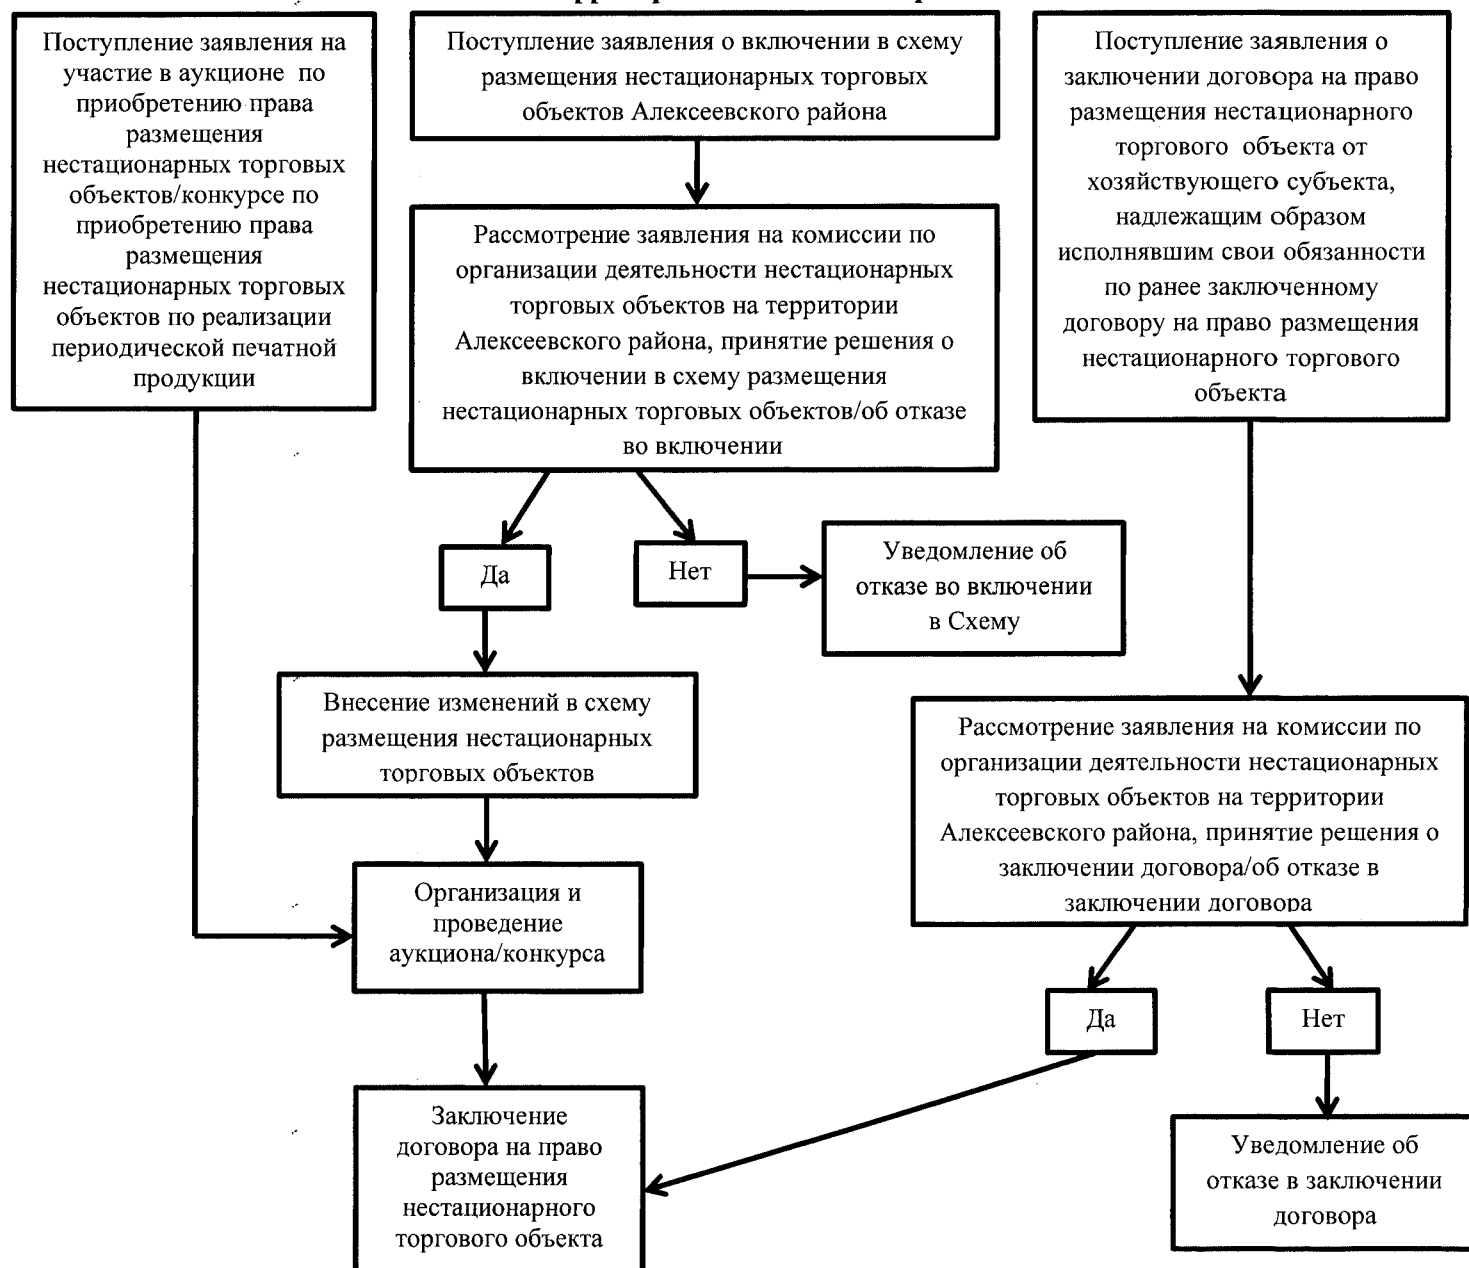 Поступление заявления на
участие в аукционе по
приобретению права
размещения
нестационарных торговых
объектов/конкурсе по
приобретению права
размещения
нестационарных торговых
объектов по реализации
периодической печатной
продукции
Поступление заявления о включении в схему
размещения нестационарных торговых
объектов Алексеевского района
Поступление заявления о
заключении договора на право
размещения нестационарного
торгового объекта от
хозяйствующего субъекта,
надлежащим образом
исполнявшим свои обязанности
по ранее заключенному
договору на право размещения
нестационарного торгового
объекта
Рассмотрение заявления на комиссии по
организации деятельности нестационарных
торговых объектов на территории
Алексеевского района, принятие решения о
включении в схему размещения
нестационарных торговых объектов/об отказе
во включении
Да
Нет
Уведомление об
отказе во включении
в Схему
Внесение изменений в схему
размещения нестационарных
торговых объектов
Рассмотрение заявления на комиссии по
организации деятельности нестационарных
торговых объектов на территории
Алексеевского района, принятие решения о
заключении договора/об отказе в
заключении договора
Организация и
проведение
аукциона/конкурса
Да
Нет
Заключение
договора на право
размещения
нестационарного
торгового объекта
Уведомление об
отказе в заключении
договора